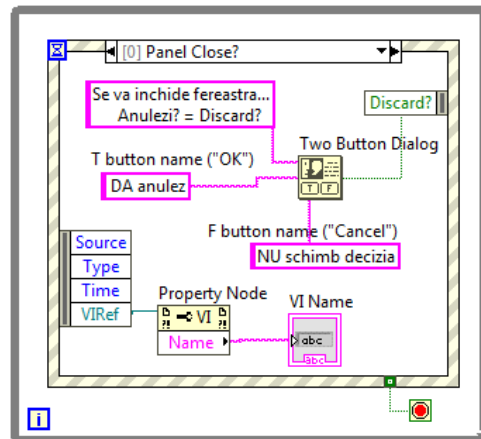 [0] Panel Close?
Se va inchide fereastra...
Anulezi? = Discard?
Discard?
Two Button Dialog
T button name ("OK")
DA anulez
T F
F button name ("Cancel")
NU schimb decizia
Source
Type
Time
VIRef
Property Node
VI
Name
VI Name
abc
abc
i